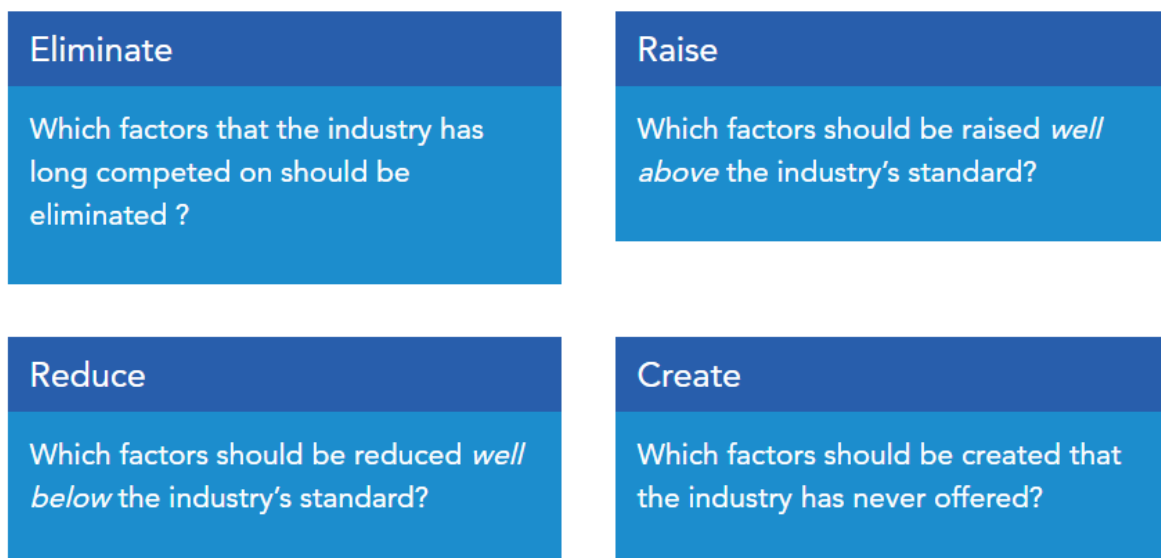 Eliminate
Which factors that the industry has
long competed on should be
eliminated ?
Raise
Which factors should be raised well
above the industry’s standard?
Reduce
Which factors should be reduced well
below the industry’s standard?
Create
Which factors should be created that
the industry has never offered?